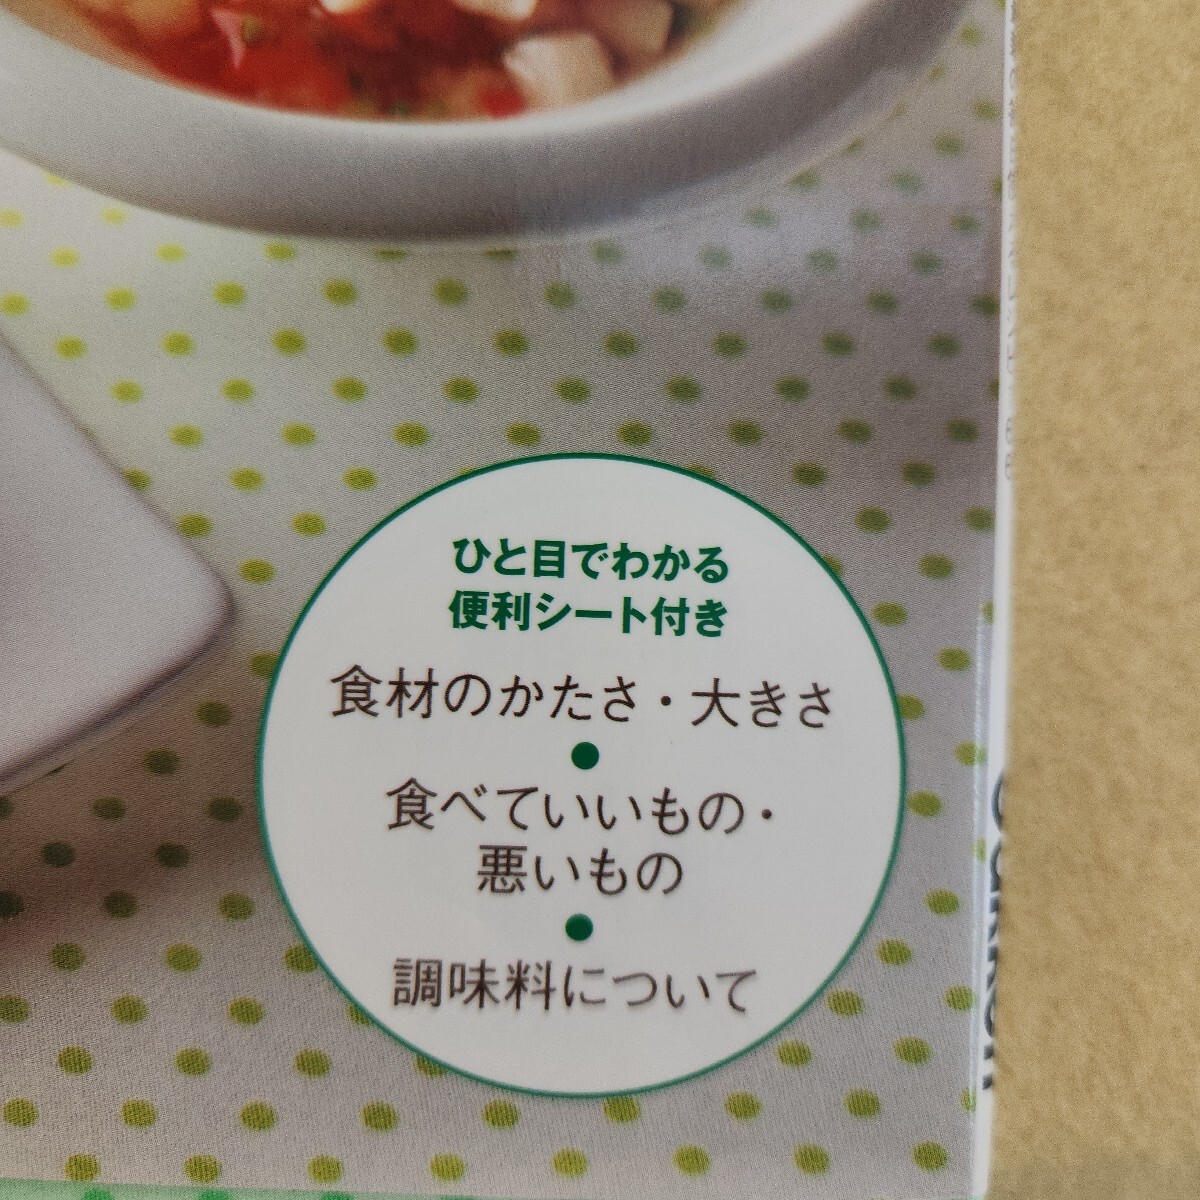 ひと目でわかる
便利シート付き
食材のかたさ・大きさ
●
食べていいもの・
悪いもの
●
調味料について